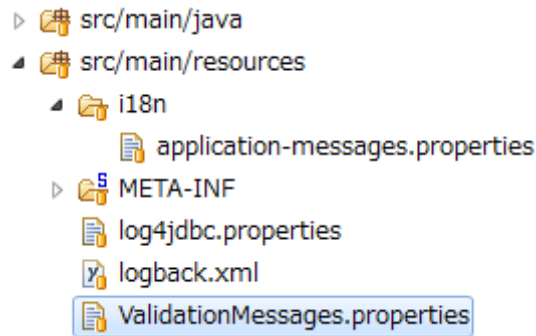 src/main/java
src/main/resources
i18n
application-messages.properties
META-INF
log4jdbc.properties
logback.xml
ValidationMessages.properties